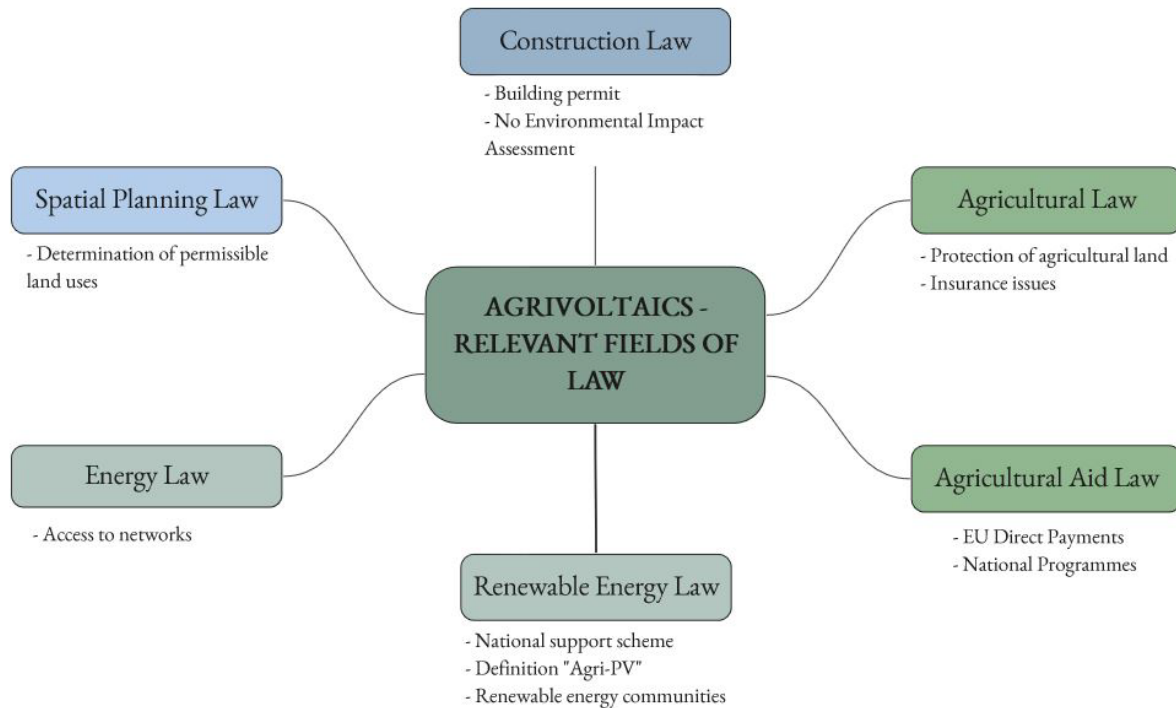 Construction Law
- Building permit
- No Environmental Impact
Assessment
Spatial Planning Law
- Determination of permissible
land uses
Agricultural Law
- Protection of agricultural land
- Insurance issues
AGRIVOLTAICS -
RELEVANT FIELDS OF
LAW
Energy Law
- Access to networks
Agricultural Aid Law
- EU Direct Payments
- National Programmes
Renewable Energy Law
- National support scheme
- Definition "Agri-PV"
- Renewable energy communities